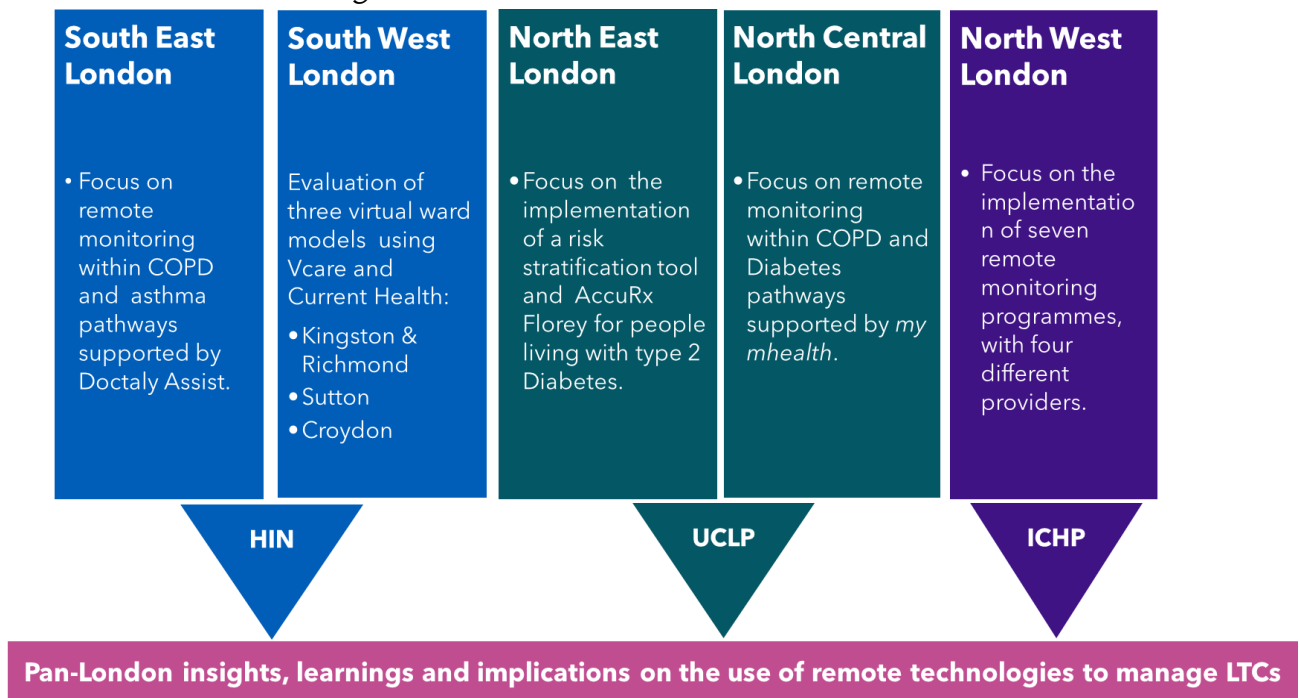 South East
London
• Focus on
remote
monitoring
within COPD
and asthma
pathways
supported by
Doctaly Assist.
South West
London
Evaluation of
three virtual ward
models using
Vcare and
Current Health:
• Kingston &
Richmond
• Sutton
• Croydon
North East
London
• Focus on the
implementation
of a risk
stratification tool
and AccuRx
Florey for people
living with type 2
Diabetes.
North Central
London
• Focus on remote
monitoring
within COPD and
Diabetes
pathways
supported by my
mhealth.
North West
London
• Focus on the
implementatio
n of seven
remote
monitoring
programmes,
with four
different
providers.
HIN
UCLP
ICHP
Pan-London insights, learnings and implications on the use of remote technologies to manage LTCs